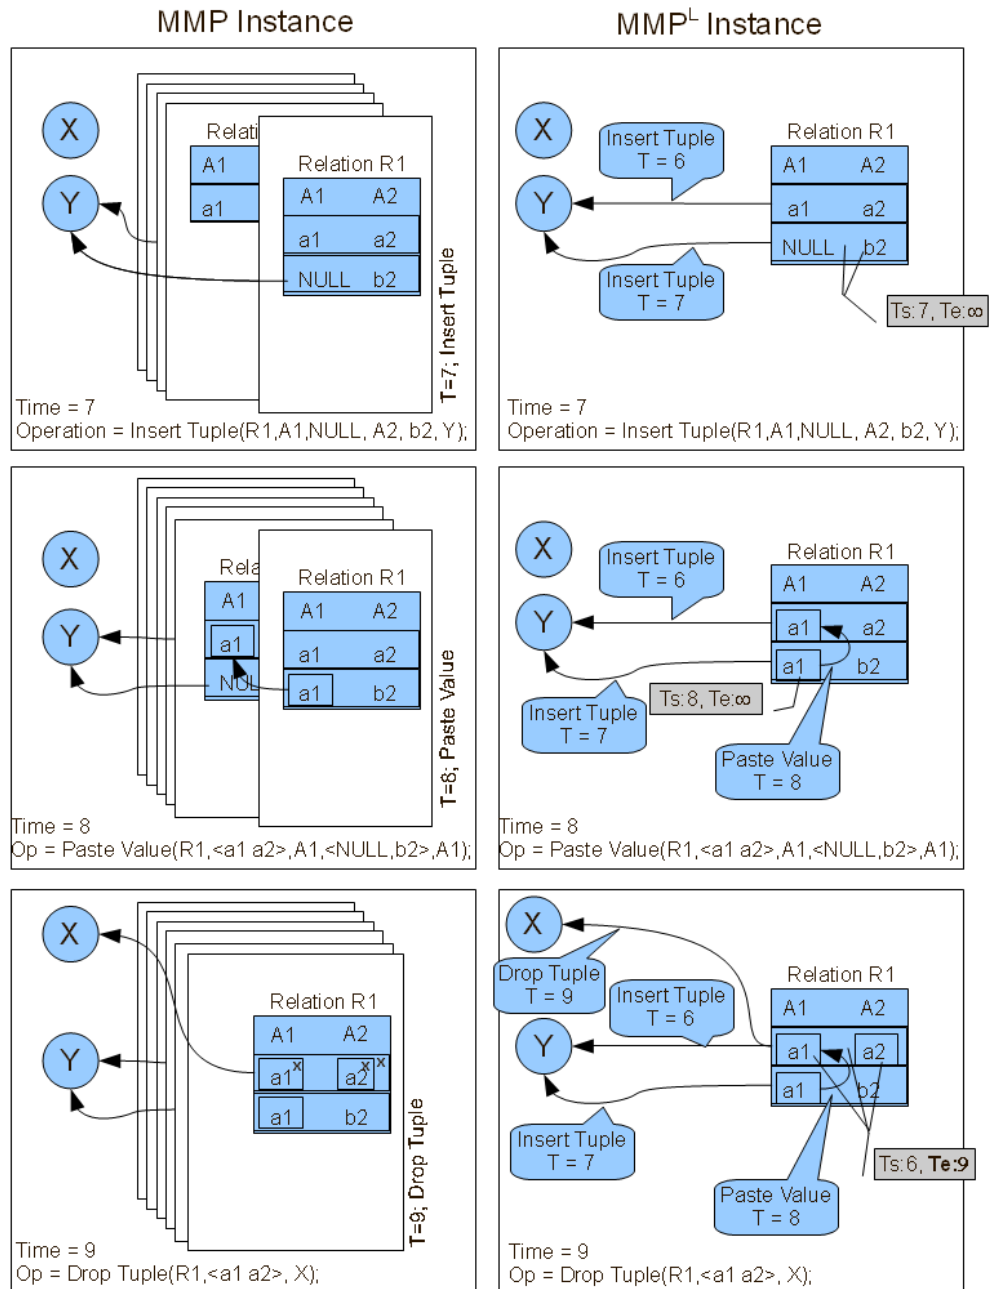 MMP Instance
MMP^L Instance
X
Y
Relati
A1
a1
Relation R1
A1 A2
a1 a2
NULL b2
T=7; Insert Tuple
Time = 7
Operation = Insert Tuple(R1,A1,NULL, A2, b2, Y);
X
Y
Insert Tuple
T = 6
Insert Tuple
T = 7
Relation R1
A1 A2
a1 a2
NULL b2
Ts:7, Te:∞
Time = 7
Operation = Insert Tuple(R1,A1,NULL, A2, b2, Y);
X
Y
Rela
A1
a1
NUL
Relation R1
A1 A2
a1 a2
a1 b2
T=8; Paste Value
Time = 8
Op = Paste Value(R1,<a1 a2>,A1,<NULL,b2>,A1);
X
Y
Insert Tuple
T = 6
Insert Tuple
T = 7
Relation R1
A1 A2
a1 a2
a1 b2
Ts:8, Te:∞
Paste Value
T = 8
Time = 8
Op = Paste Value(R1,<a1 a2>,A1,<NULL,b2>,A1);
X
Y
Relation R1
A1 A2
a1x a2x x
a1 b2
T=9; Drop Tuple
Time = 9
Op = Drop Tuple(R1,<a1 a2>, X);
X
Y
Drop Tuple
T = 9
Insert Tuple
T = 6
Insert Tuple
T = 7
Relation R1
A1 A2
a1 a2
a1 b2
Ts:6, Te:9
Paste Value
T = 8
Time = 9
Op = Drop Tuple(R1,<a1 a2>, X);